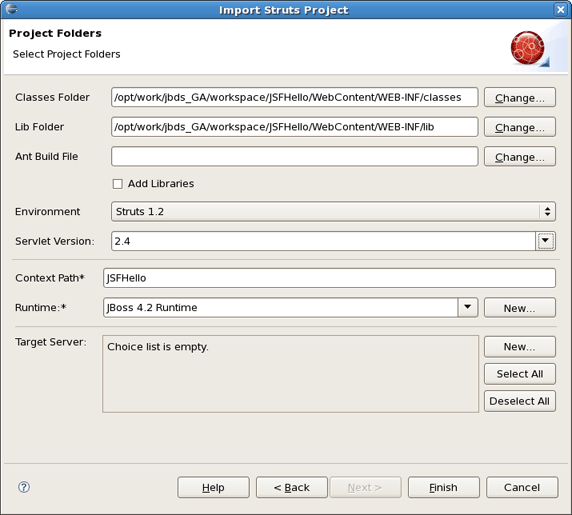 Import Struts Project
Project Folders
Select Project Folders
Classes Folder /opt/work/jbds_GA/workspace/JSFHello/WebContent/WEB-INF/classes Change...
Lib Folder /opt/work/jbds_GA/workspace/JSFHello/WebContent/WEB-INF/lib Change...
Ant Build File Change...
Add Libraries
Environment Struts 1.2
Servlet Version: 2.4
Context Path* JSFHello
Runtime:* JBoss 4.2 Runtime New...
Target Server: Choice list is empty. New...
Select All
Deselect All
? Help < Back Next > Finish Cancel